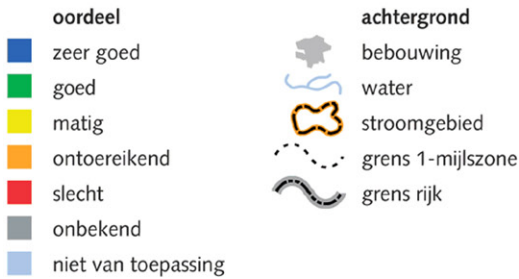 oordeel
zeer goed
goed
matig
ontoereikend
slecht
onbekend
niet van toepassing
achtergrond
bebouwing
water
stroomgebied
grens 1-mijlszone
grens rijk